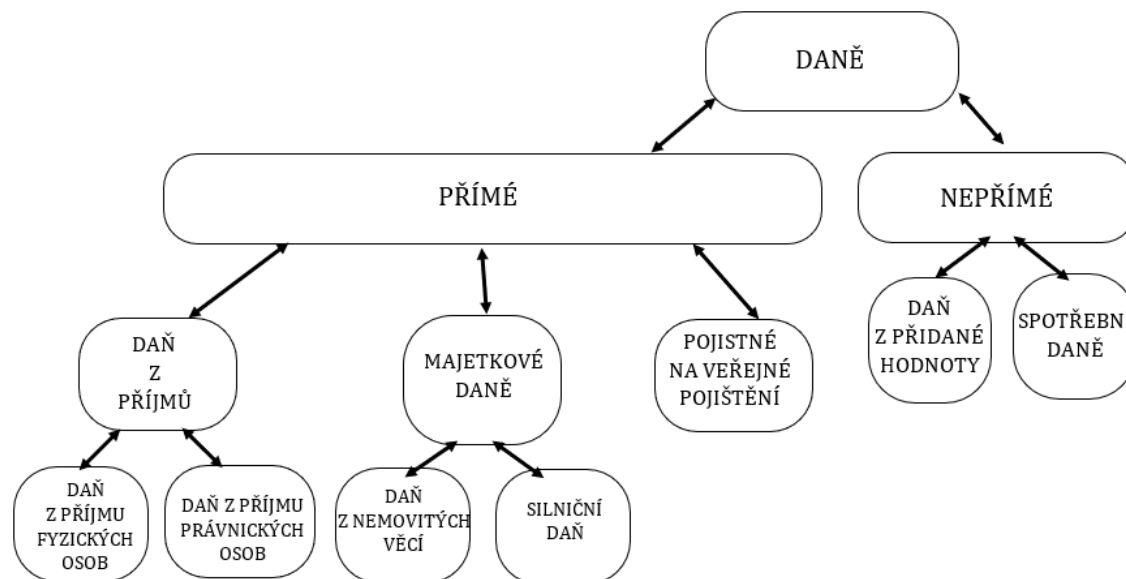 DANĚ
PŘÍMÉ
NEPŘÍMÉ
DAŇ
Z
PŘÍJMŮ
MAJETKOVÉ
DANĚ
POJISTNÉ
NA VEŘEJNÉ
POJIŠTĚNÍ
DAŇ
Z PŘIDANÉ
HODNOTY
SPOTŘEBN
DANĚ
DAŇ
Z PŘÍJMU
FYZICKÝCH
OSOB
DAŇ Z PŘÍJMU
PRÁVNICKÝCH
OSOB
DAŇ
Z NEMOVITÝCH
VĚCÍ
SILNIČNÍ
DAŇ